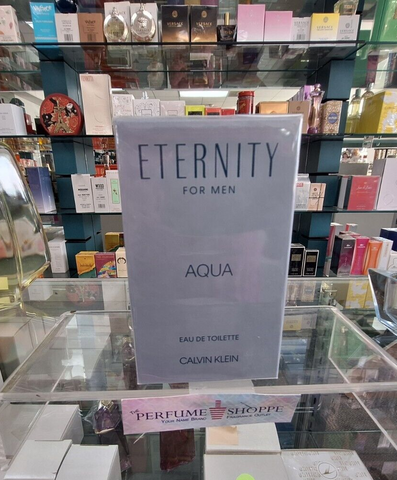 ETERNITY
FOR MEN
AQUA
EAU DE TOILETTE
CALVIN KLEIN
PERFUME SHOPPE